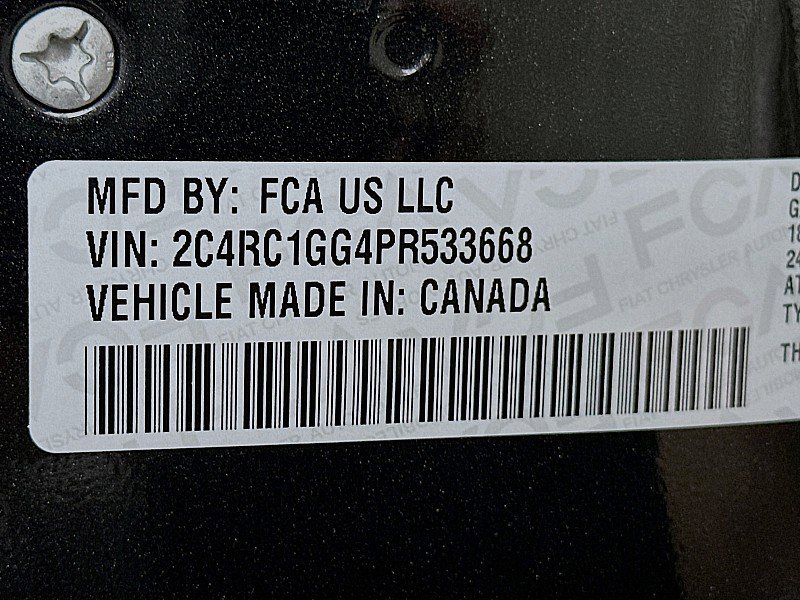 MFD BY: FCA US LLC
VIN: 2C4RC1GG4PR533668
VEHICLE MADE IN: CANADA